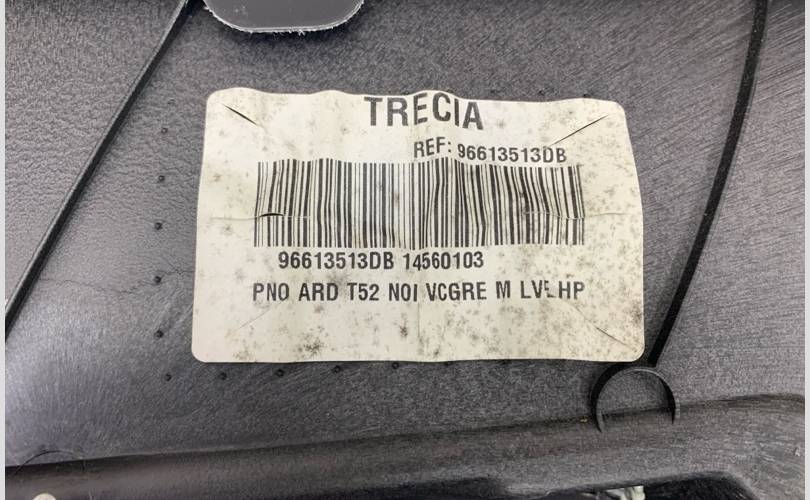 TRECIA
REF: 96613513DB
96613513DB 14560103
PNO ARD T52 NOI VCGRE M LVE HP